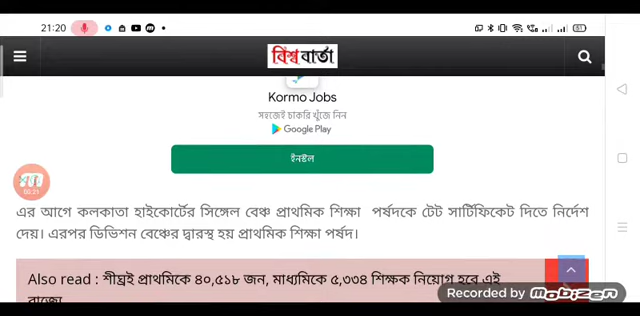 21:20
61
বিশ্ব বার্তা
Kormo Jobs
সহজেই চাকরি খুঁজে নিন
Google Play
ইনস্টল
00:21
এর আগে কলকাতা হাইকোর্টের সিঙ্গেল বেঞ্চ প্রাথমিক শিক্ষা পর্ষদকে টেট সার্টিফিকেট দিতে নির্দেশ
দেয়। এরপর ডিভিশন বেঞ্চের দ্বারস্থ হয় প্রাথমিক শিক্ষা পর্ষদ।
Also read : শীঘ্রই প্রাথমিকে ৪০,৫১৮ জন, মাধ্যমিকে ৫,৩৩৪ শিক্ষক নিয়োগ হবে এই
রাজ্যে
Recorded by mobizen